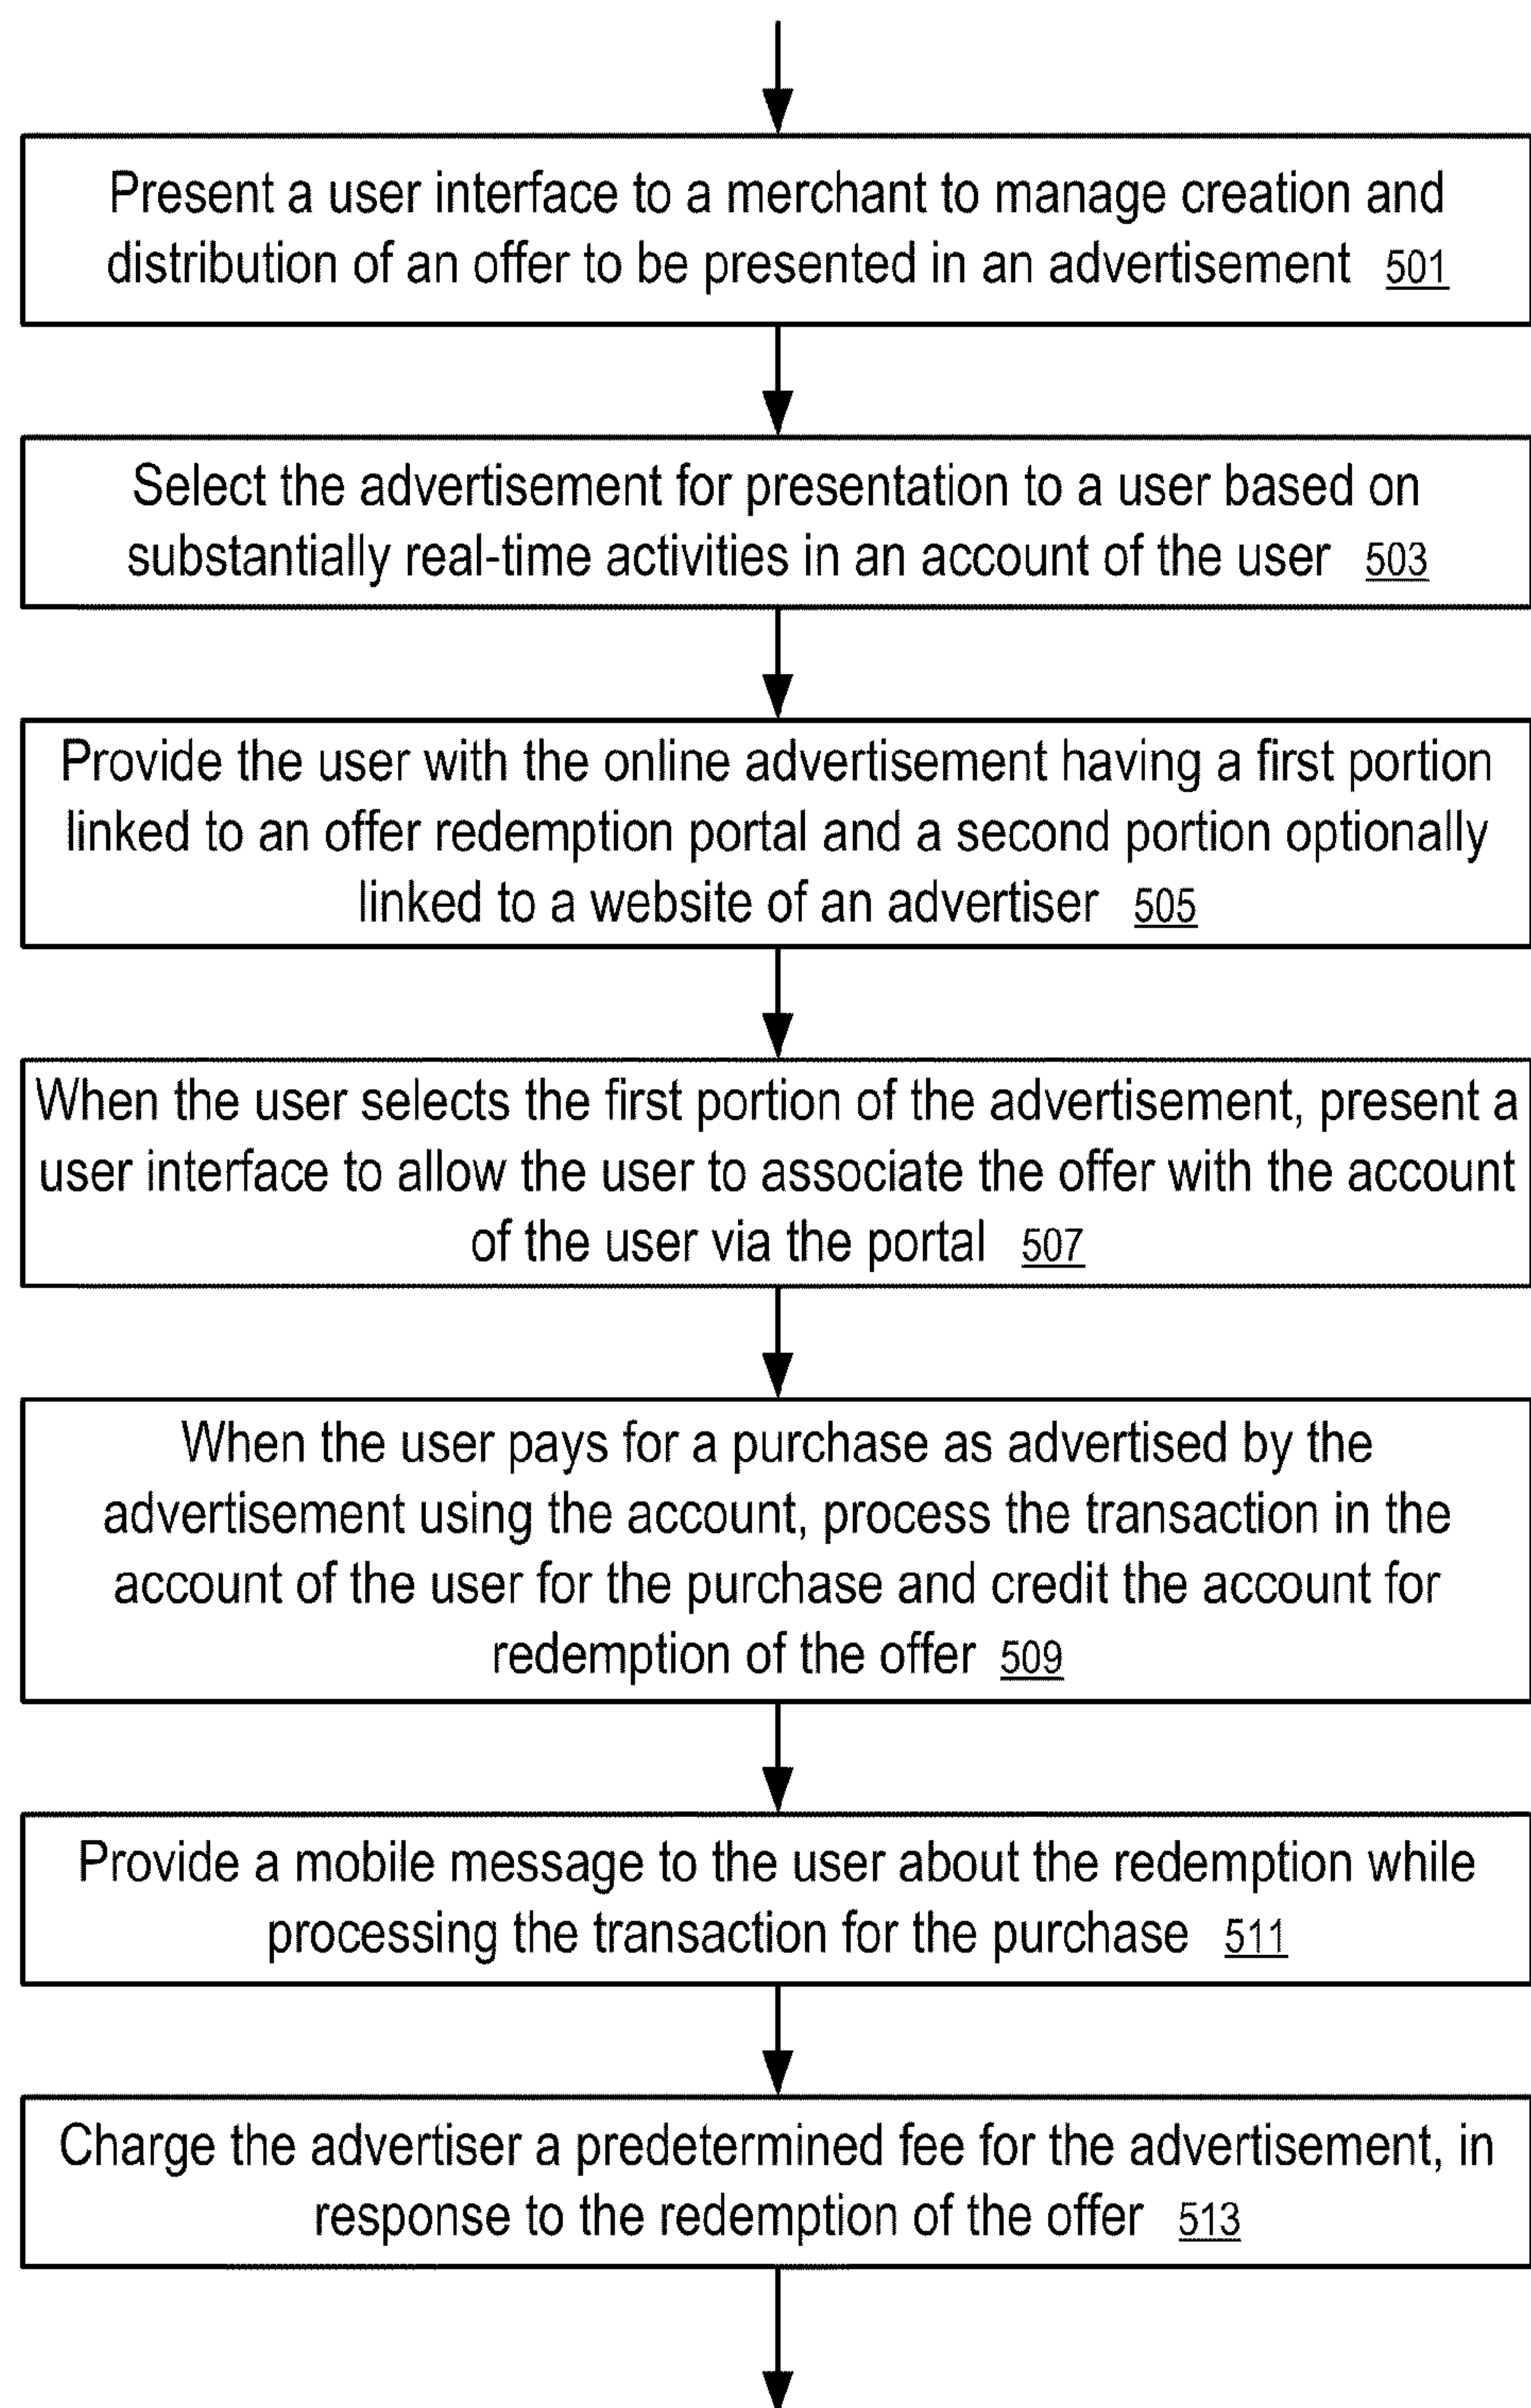 Present a user interface to a merchant to manage creation and
distribution of an offer to be presented in an advertisement 501
Select the advertisement for presentation to a user based on
substantially real-time activities in an account of the user 503
Provide the user with the online advertisement having a first portion
linked to an offer redemption portal and a second portion optionally
linked to a website of an advertiser 505
When the user selects the first portion of the advertisement, present a
user interface to allow the user to associate the offer with the account
of the user via the portal 507
When the user pays for a purchase as advertised by the
advertisement using the account, process the transaction in the
account of the user for the purchase and credit the account for
redemption of the offer 509
Provide a mobile message to the user about the redemption while
processing the transaction for the purchase 511
Charge the advertiser a predetermined fee for the advertisement, in
response to the redemption of the offer 513